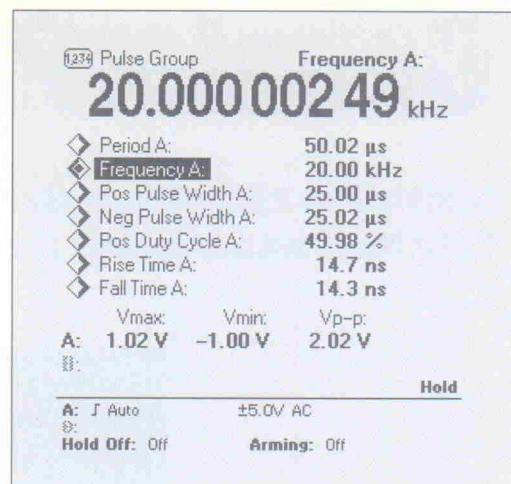 1,234 Pulse Group Frequency A:
20.000 002 49 kHz
Period A: 50.02 µs
Frequency A: 20.00 kHz
Pos Pulse Width A: 25.00 µs
Neg Pulse Width A: 25.02 µs
Pos Duty Cycle A: 49.98 %
Rise Time A: 14.7 ns
Fall Time A: 14.3 ns
Vmax: Vmin: Vp-p:
A: 1.02 V -1.00 V 2.02 V
B:
Hold
A: Auto ±5.0V AC
B:
Hold Off: Off Arming: Off